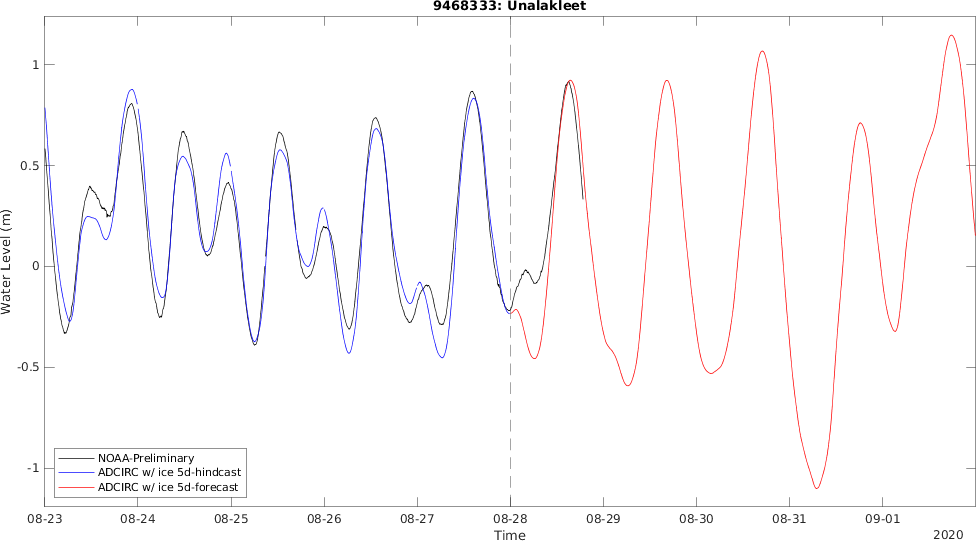 9468333: Unalakleet
Water Level (m)
1
0.5
0
-0.5
-1
NOAA-Preliminary
ADCIRC w/ ice 5d-hindcast
ADCIRC w/ ice 5d-forecast
08-23 08-24 08-25 08-26 08-27 08-28 08-29 08-30 08-31 09-01
Time
2020